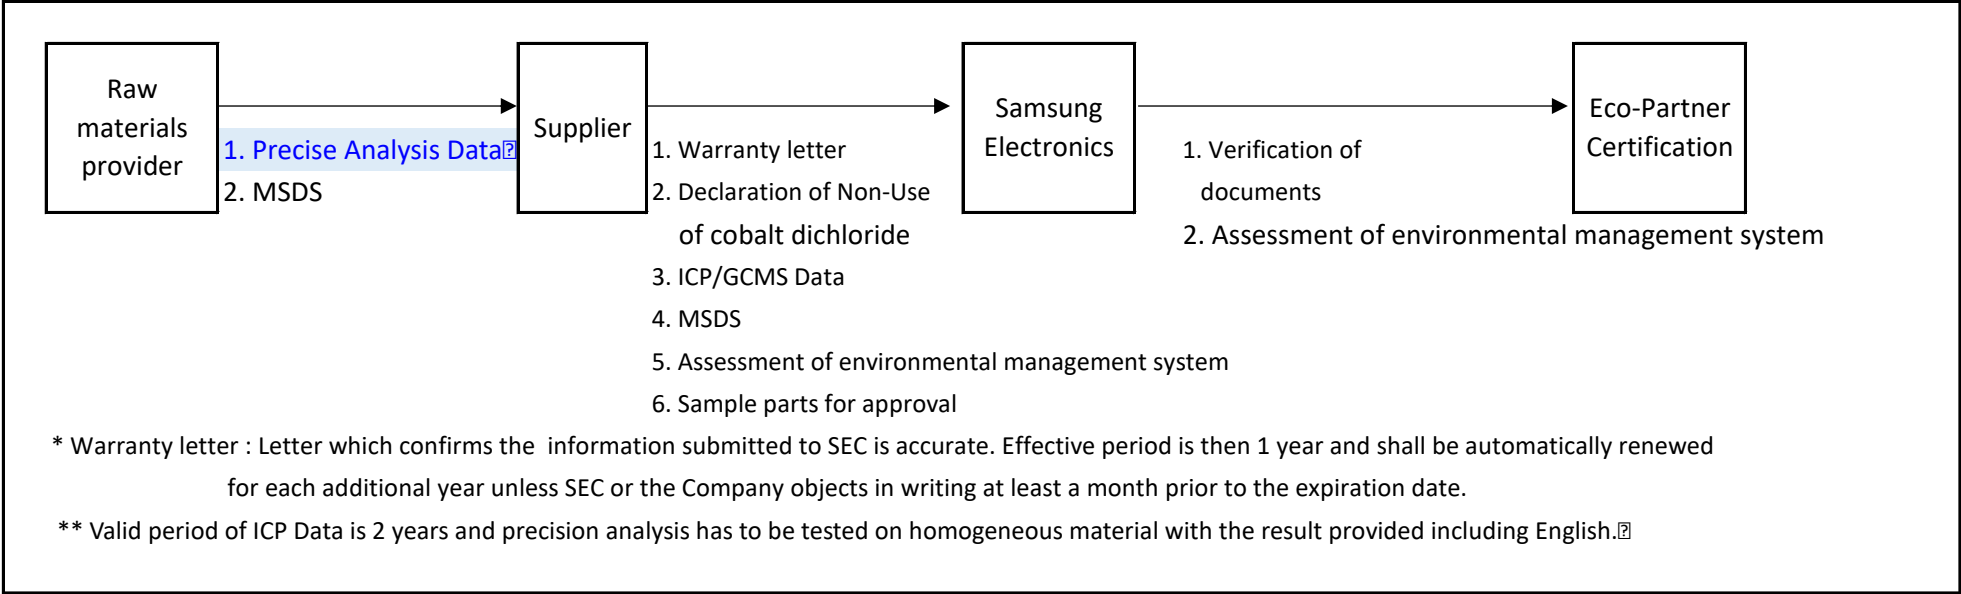 Raw
materials
provider
1. Precise Analysis Data
2. MSDS
Supplier
1. Warranty letter
2. Declaration of Non-Use
of cobalt dichloride
3. ICP/GCMS Data
4. MSDS
5. Assessment of environmental management system
6. Sample parts for approval
Samsung
Electronics
1. Verification of
documents
2. Assessment of environmental management system
Eco-Partner
Certification
* Warranty letter : Letter which confirms the information submitted to SEC is accurate. Effective period is then 1 year and shall be automatically renewed
for each additional year unless SEC or the Company objects in writing at least a month prior to the expiration date.
** Valid period of ICP Data is 2 years and precision analysis has to be tested on homogeneous material with the result provided including English.